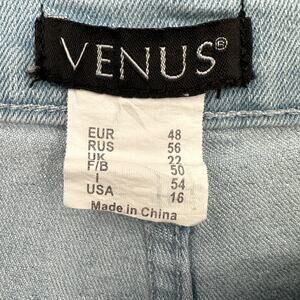 VENUS®
EUR 48
RUS 56
UK 22
F/B 50
I 54
USA 16
Made in China